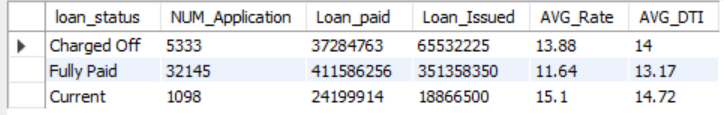 loan_status NUM_Application Loan_paid Loan_Issued AVG_Rate AVG_DTI
Charged Off 5333 37284763 65532225 13.88 14
Fully Paid 32145 411586256 351358350 11.64 13.17
Current 1098 24199914 18866500 15.1 14.72